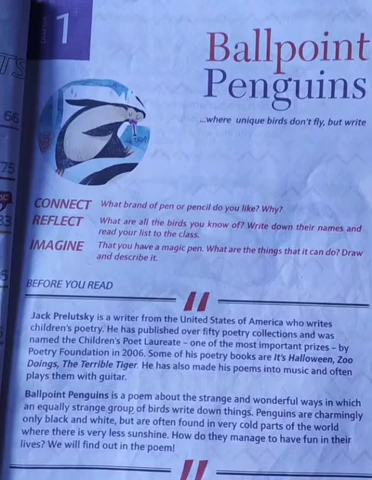 CHAPTER
1
Ballpoint
Penguins
...where unique birds don't fly, but write
66
75
33
CONNECT What brand of pen or pencil do you like? Why?
REFLECT What are all the birds you know of? Write down their names and
read your list to the class.
IMAGINE That you have a magic pen. What are the things that it can do? Draw
and describe it.
BEFORE YOU READ
Jack Prelutsky is a writer from the United States of America who writes
children's poetry. He has published over fifty poetry collections and was
named the Children's Poet Laureate – one of the most important prizes – by
Poetry Foundation in 2006. Some of his poetry books are It's Halloween, Zoo
Doings, The Terrible Tiger. He has also made his poems into music and often
plays them with guitar.
Ballpoint Penguins is a poem about the strange and wonderful ways in which
an equally strange group of birds write down things. Penguins are charmingly
only black and white, but are often found in very cold parts of the world
where there is very less sunshine. How do they manage to have fun in their
lives? We will find out in the poem!